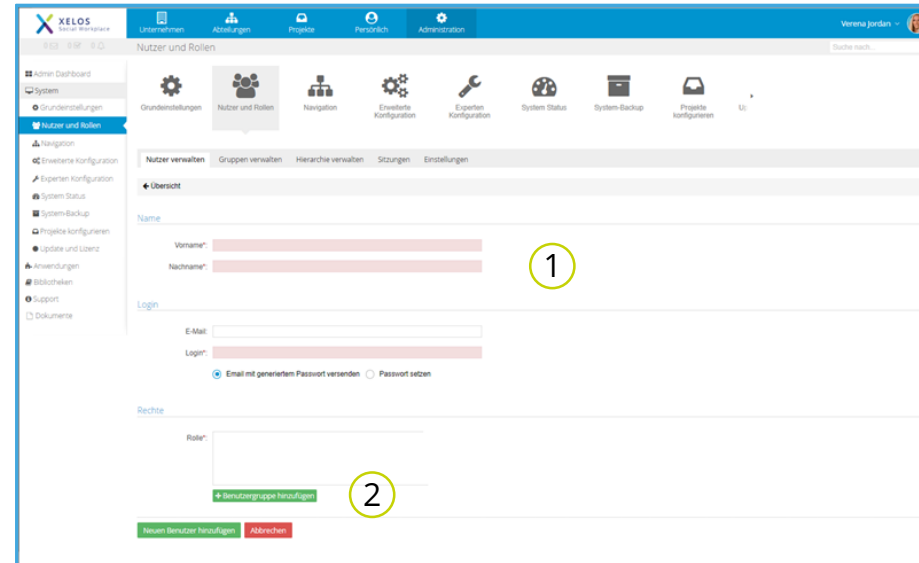 XELOS
Social Workplace
Unternehmen
Abteilungen
Projekte
Persönlich
Administration
Verena Jordan
Nutzer und Rollen
Suche nach...
Admin Dashboard
System
Grundeinstellungen
Nutzer und Rollen
Navigation
Erweiterte Konfiguration
Experten Konfiguration
System Status
System-Backup
Projekte konfigurieren
Update und Lizenz
Anwendungen
Bibliotheken
Support
Dokumente
Grundeinstellungen
Nutzer und Rollen
Navigation
Erweiterte
Konfiguration
Experten
Konfiguration
System Status
System-Backup
Projekte
konfigurieren
Nutzer verwalten Gruppen verwalten Hierarchie verwalten Sitzungen Einstellungen
Übersicht
Name
Vorname*:
Nachname*:
1
Login
E-Mail:
Login*:
Email mit generiertem Passwort versenden Passwort setzen
Rechte
Rolle*:
+ Benutzergruppe hinzufügen
2
Neuen Benutzer hinzufügen Abbrechen